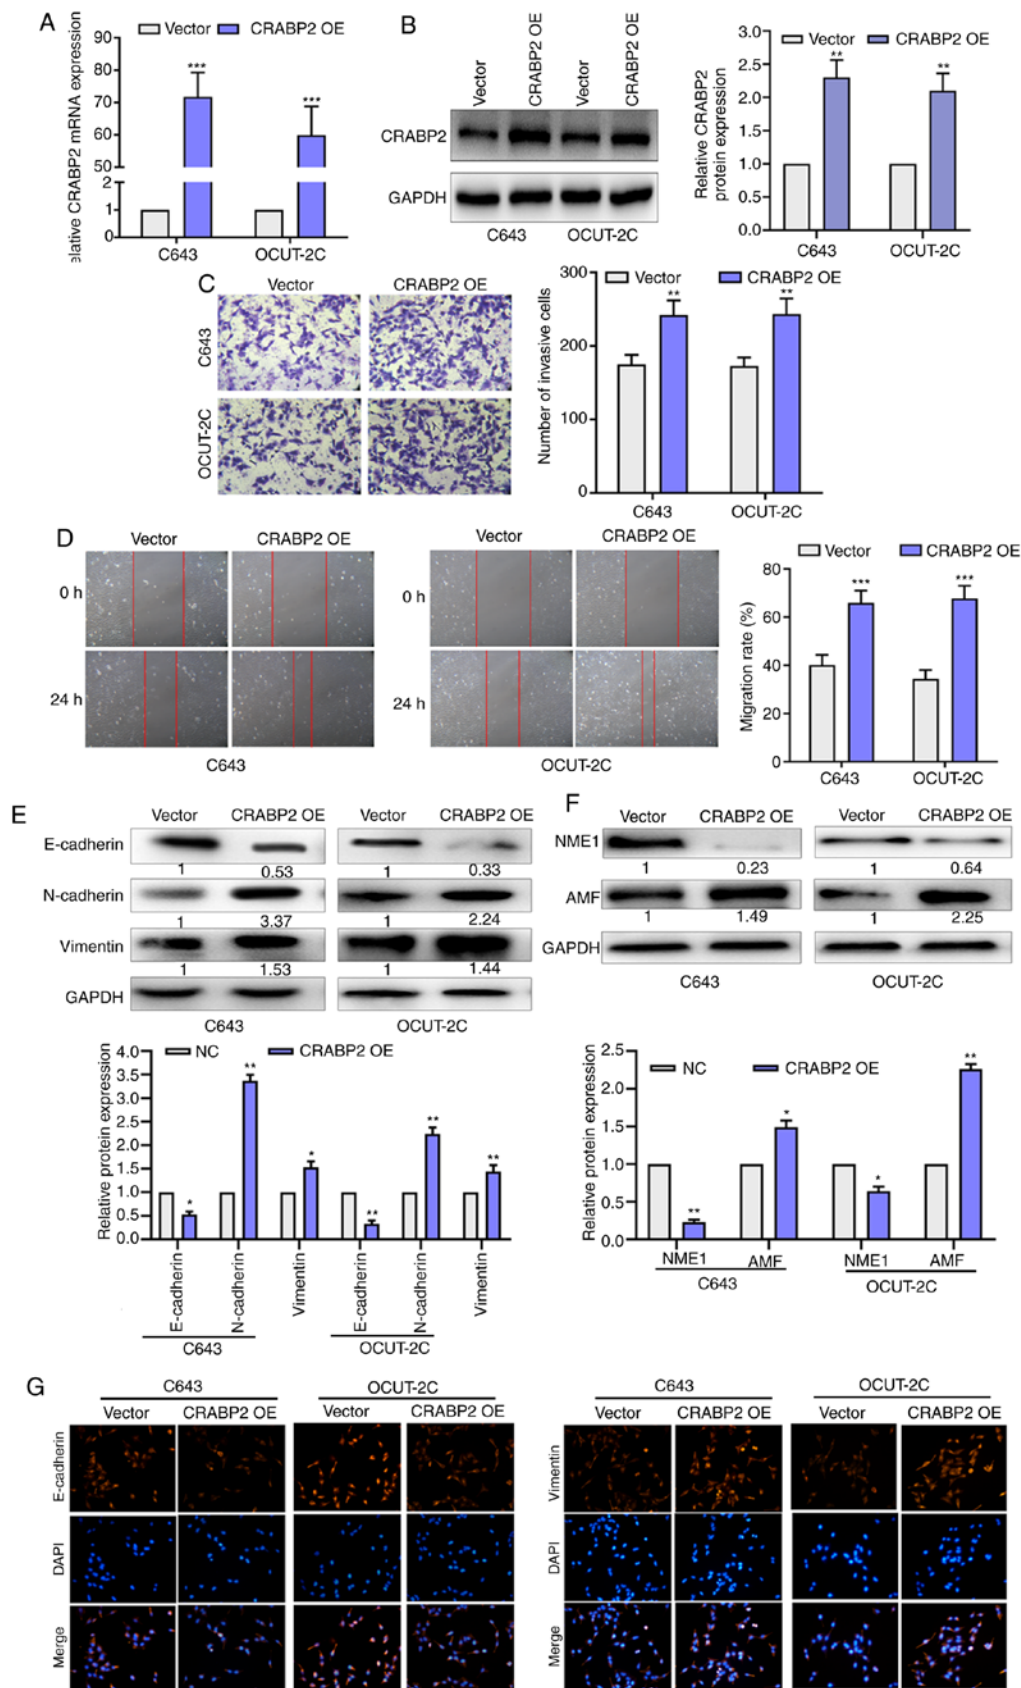 A
Vector CRABP2 OE
elative CRABP2 mRNA expression
90
80
70
60
50
2
1
0
***
***
C643 OCUT-2C
B
Vector CRABP2 OE Vector CRABP2 OE
CRABP2
GAPDH
C643 OCUT-2C
Vector CRABP2 OE
Relative CRABP2
protein expression
3.0
2.5
2.0
1.5
1.0
0.5
0.0
**
**
C643 OCUT-2C
C
Vector CRABP2 OE
C643
OCUT-2C
Vector CRABP2 OE
Number of invasive cells
300
200
100
0
**
**
C643 OCUT-2C
D
Vector CRABP2 OE
0 h
24 h
C643
Vector CRABP2 OE
0 h
24 h
OCUT-2C
Vector CRABP2 OE
Migration rate (%)
80
60
40
20
0
***
***
C643 OCUT-2C
E
Vector CRABP2 OE Vector CRABP2 OE
E-cadherin
1 0.53 1 0.33
N-cadherin
1 3.37 1 2.24
Vimentin
1 1.53 1 1.44
GAPDH
C643 OCUT-2C
NC CRABP2 OE
Relative protein expression
4.0
3.5
3.0
2.5
2.0
1.5
1.0
0.5
0.0
* ** * ** ** **
E-cadherin N-cadherin Vimentin E-cadherin N-cadherin Vimentin
C643 OCUT-2C
F
Vector CRABP2 OE Vector CRABP2 OE
NME1
1 0.23 1 0.64
AMF
1 1.49 1 2.25
GAPDH
C643 OCUT-2C
NC CRABP2 OE
Relative protein expression
2.5
2.0
1.5
1.0
0.5
0.0
** * * **
NME1 AMF NME1 AMF
C643 OCUT-2C
G
C643 OCUT-2C
Vector CRABP2 OE Vector CRABP2 OE
E-cadherin
DAPI
Merge
C643 OCUT-2C
Vector CRABP2 OE Vector CRABP2 OE
Vimentin
DAPI
Merge